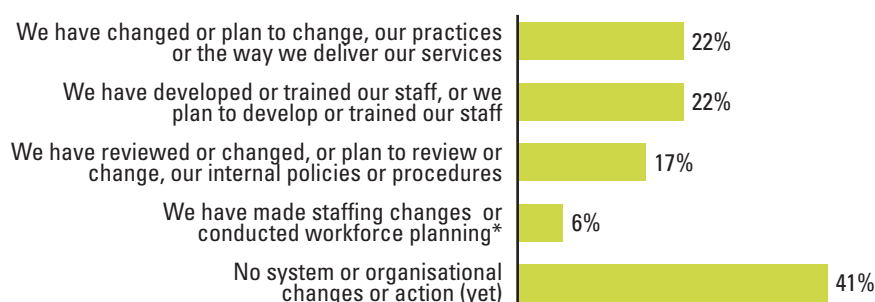 We have changed or plan to change, our practices
or the way we deliver our services
22%
We have developed or trained our staff, or we
plan to develop or trained our staff
22%
We have reviewed or changed, or plan to review or
change, our internal policies or procedures
17%
We have made staffing changes or
conducted workforce planning*
6%
No system or organisational
changes or action (yet)
41%